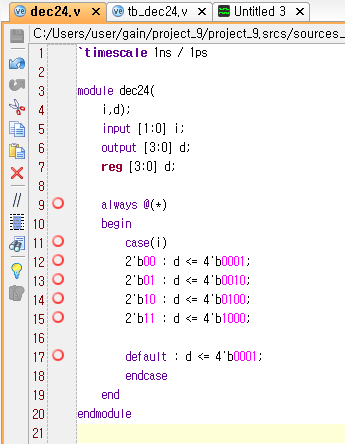 dec24.v × tb_dec24.v × Untitled 3 ×
C:/Users/user/gain/project_9/project_9.srcs/sources_
1 `timescale 1ns / 1ps
2
3 module dec24(
4 i,d);
5 input [1:0] i;
6 output [3:0] d;
7 reg [3:0] d;
8
9 always @(*)
10 begin
11 case(i)
12 2'b00 : d <= 4'b0001;
13 2'b01 : d <= 4'b0010;
14 2'b10 : d <= 4'b0100;
15 2'b11 : d <= 4'b1000;
16
17 default : d <= 4'b0001;
18 endcase
19 end
20 endmodule
21